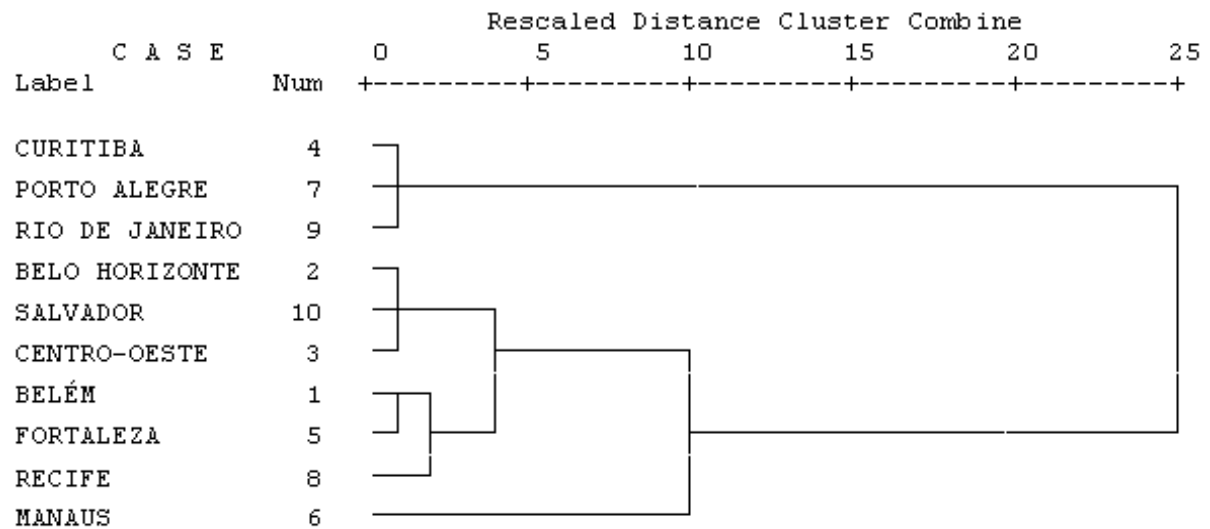 Rescaled Distance Cluster Combine
C A S E 0 5 10 15 20 25
Label Num +---------+---------+---------+---------+---------+
CURITIBA 4
PORTO ALEGRE 7
RIO DE JANEIRO 9
BELO HORIZONTE 2
SALVADOR 10
CENTRO-OESTE 3
BELÉM 1
FORTALEZA 5
RECIFE 8
MANAUS 6